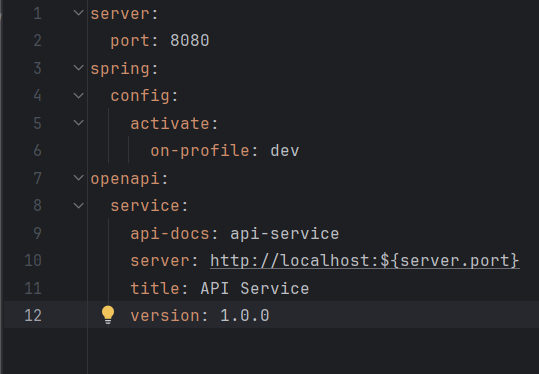 1 server:
2   port: 8080
3 spring:
4   config:
5     activate:
6       on-profile: dev
7 openapi:
8   service:
9     api-docs: api-service
10     server: http://localhost:${server.port}
11     title: API Service
12     version: 1.0.0